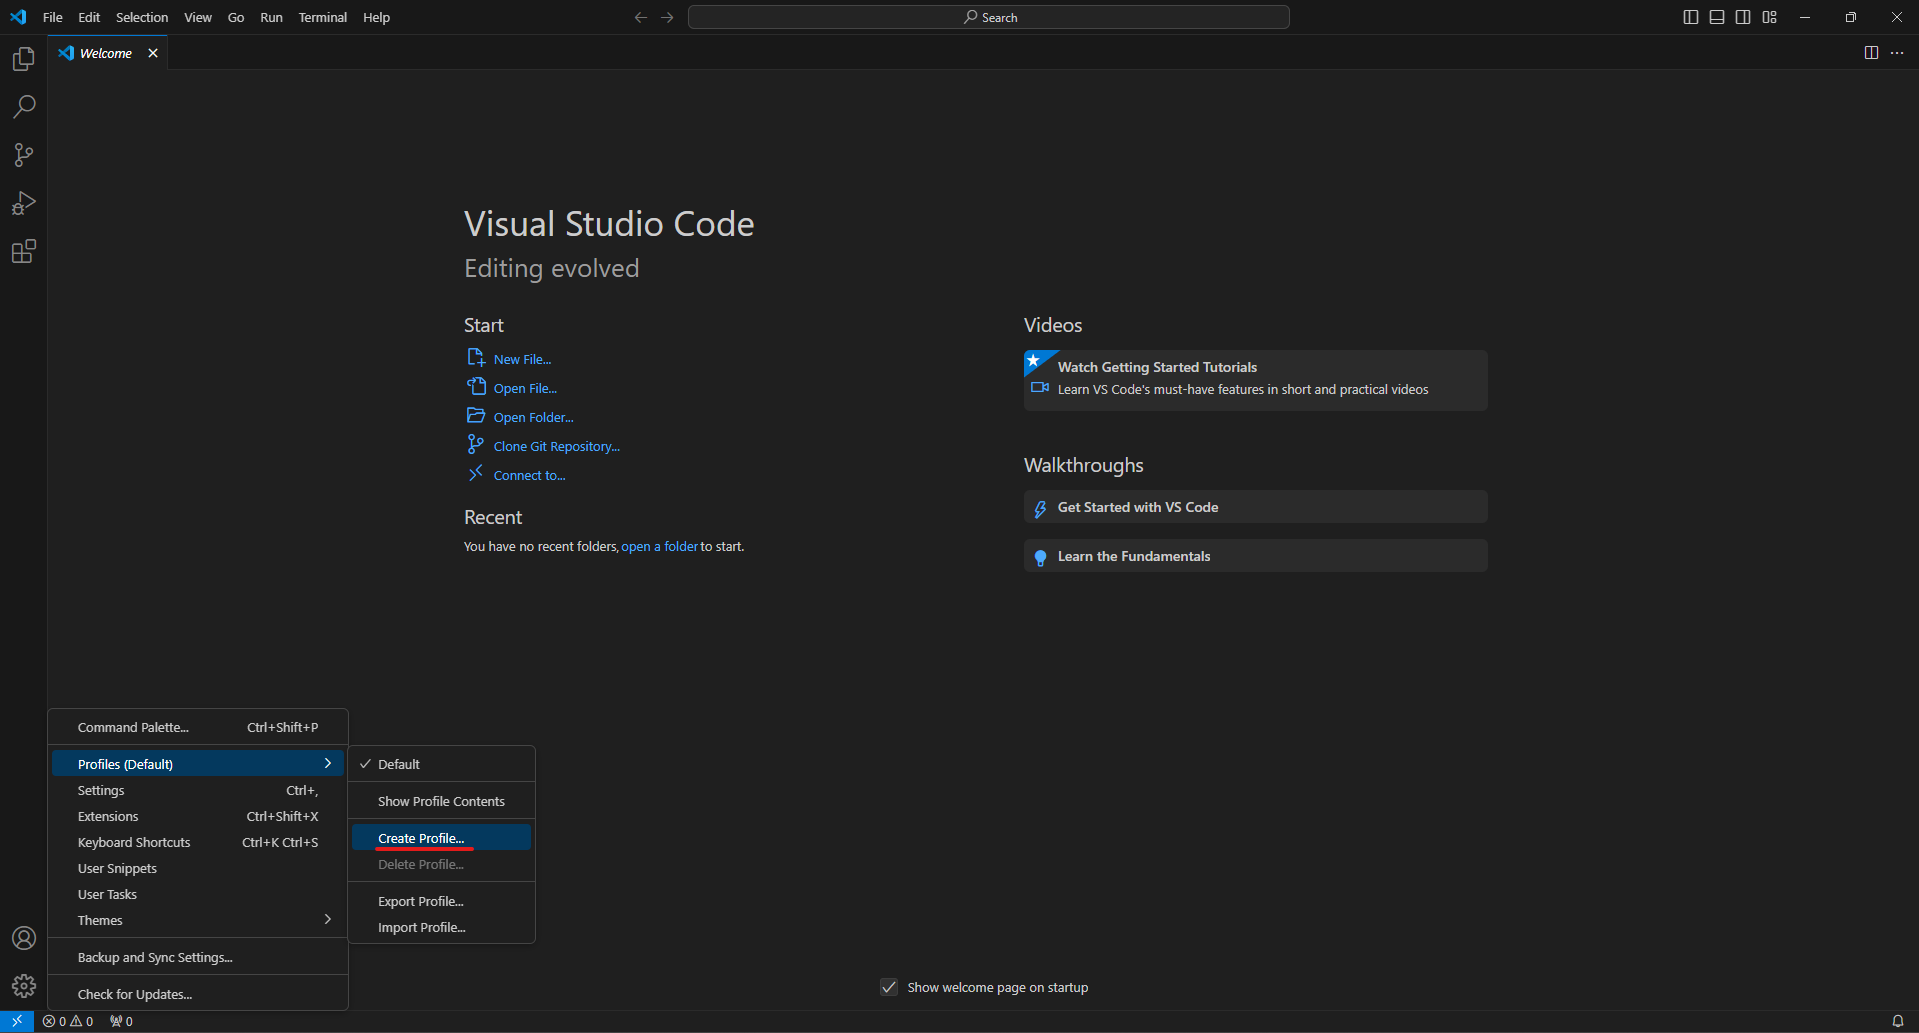 File Edit Selection View Go Run Terminal Help
Search
Welcome
Visual Studio Code
Editing evolved
Start
New File...
Open File...
Open Folder...
Clone Git Repository...
Connect to...
Recent
You have no recent folders, open a folder to start.
Videos
Watch Getting Started Tutorials
Learn VS Code's must-have features in short and practical videos
Walkthroughs
Get Started with VS Code
Learn the Fundamentals
Command Palette... Ctrl+Shift+P
Profiles (Default)
Settings Ctrl+,
Extensions Ctrl+Shift+X
Keyboard Shortcuts Ctrl+K Ctrl+S
User Snippets
User Tasks
Themes
Backup and Sync Settings...
Check for Updates...
Default
Show Profile Contents
Create Profile...
Delete Profile...
Export Profile...
Import Profile...
Show welcome page on startup
0 0 0